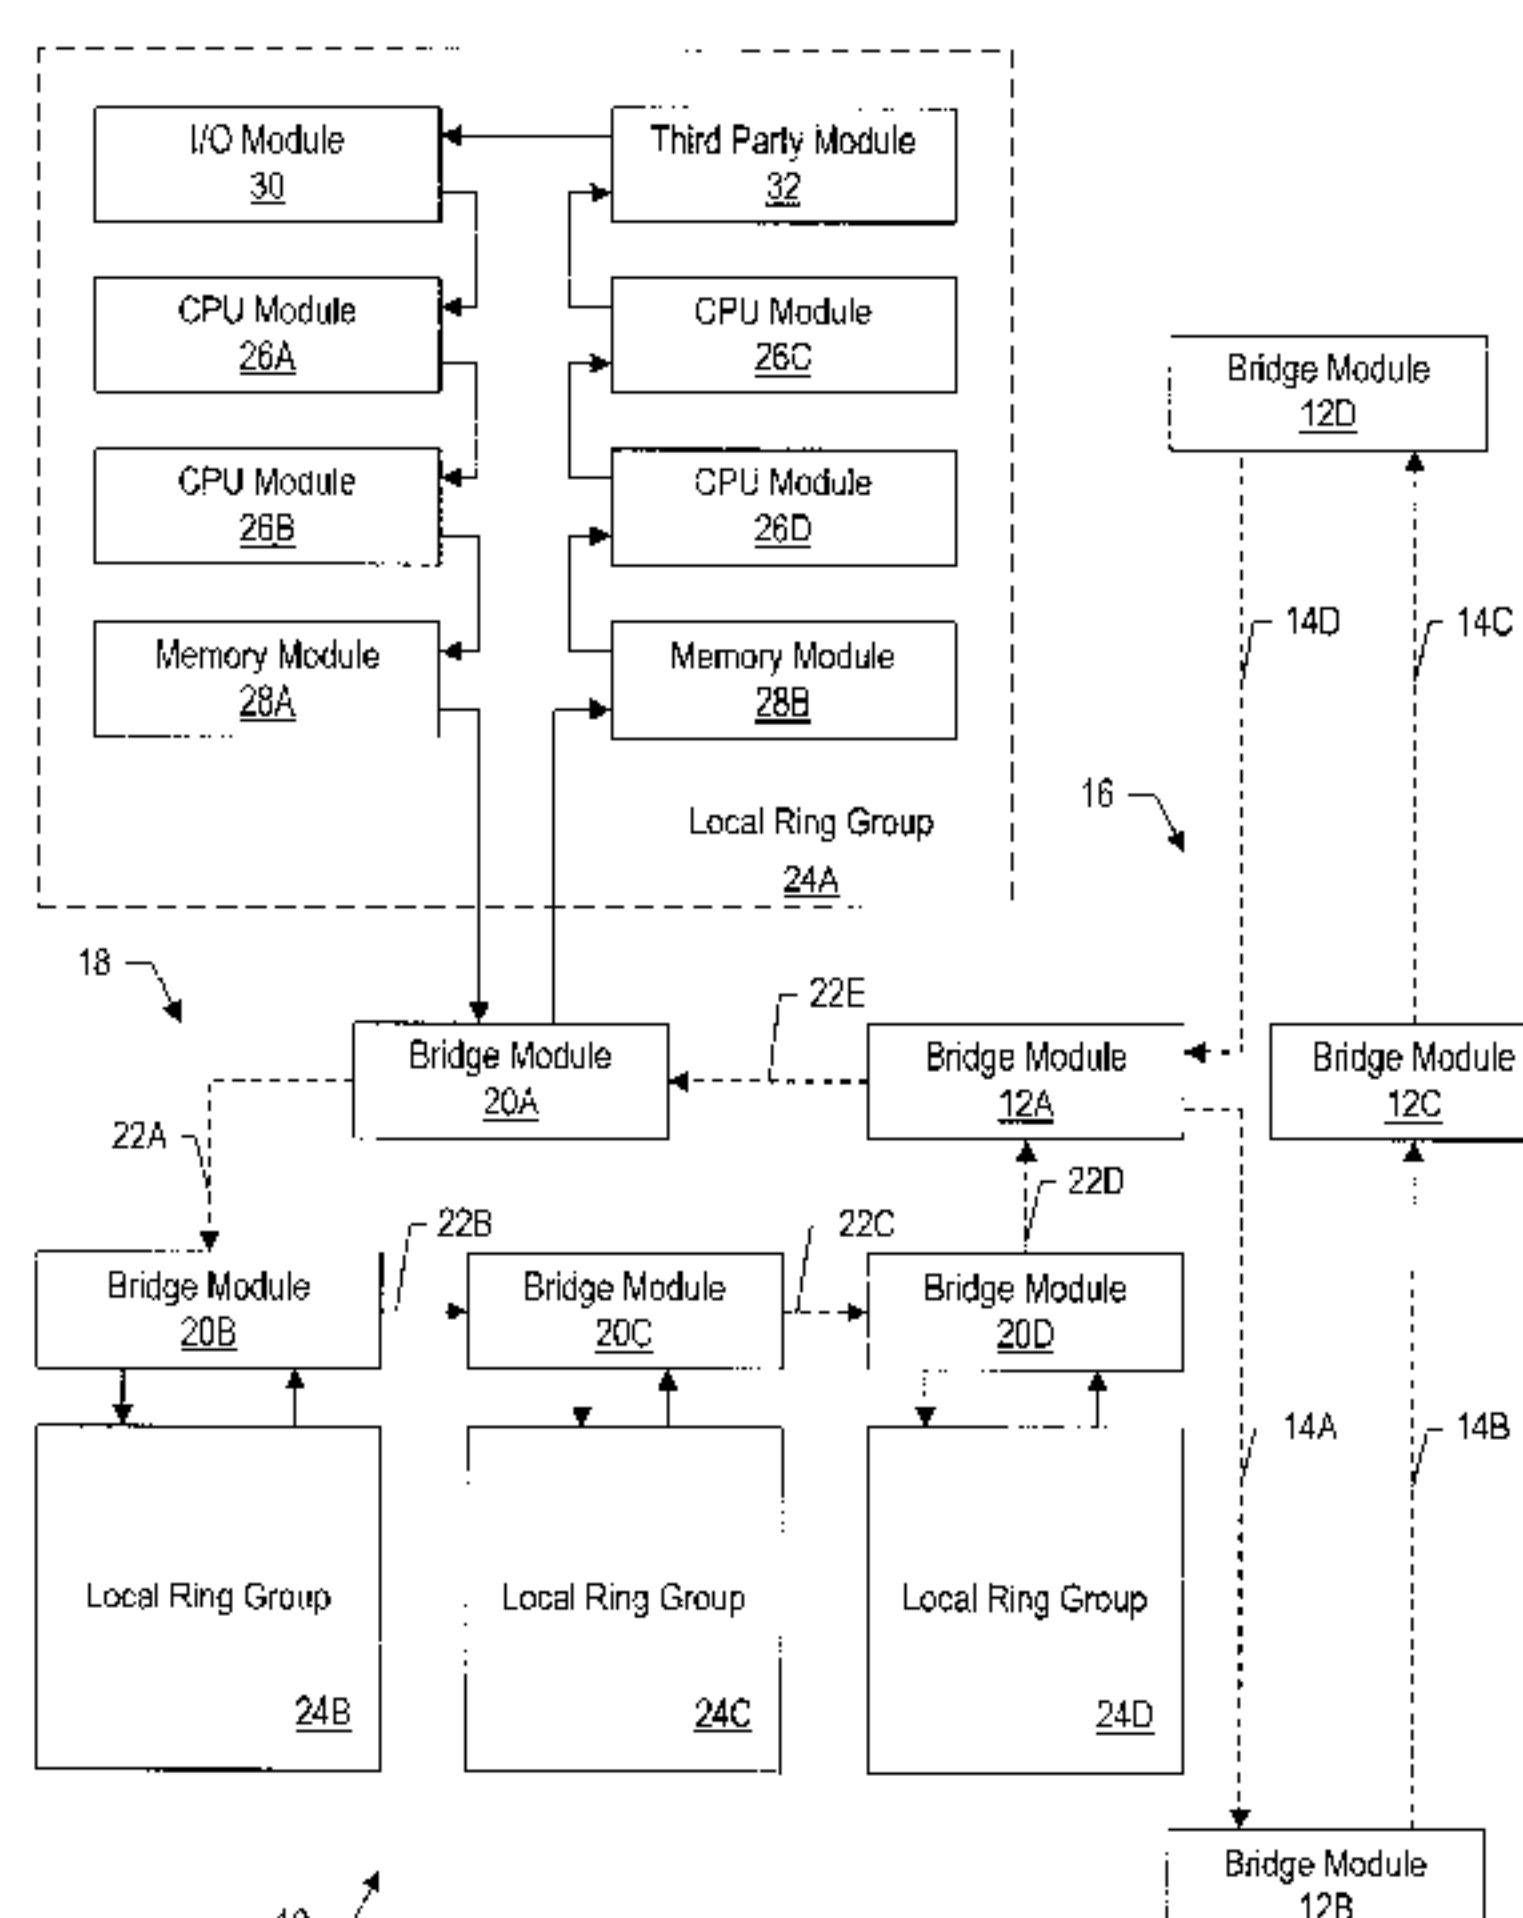 I/O Module
30
Third Party Module
32
CPU Module
26A
CPU Module
26C
Bridge Module
12D
CPU Module
26B
CPU Module
26D
14D
14C
Memory Module
28A
Memory Module
28B
16
Local Ring Group
24A
18
22E
Bridge Module
20A
Bridge Module
12A
Bridge Module
12C
22A
22D
22B
22C
Bridge Module
20B
Bridge Module
20C
Bridge Module
20D
14A
14B
Local Ring Group
24B
Local Ring Group
24C
Local Ring Group
24D
Bridge Module
12B